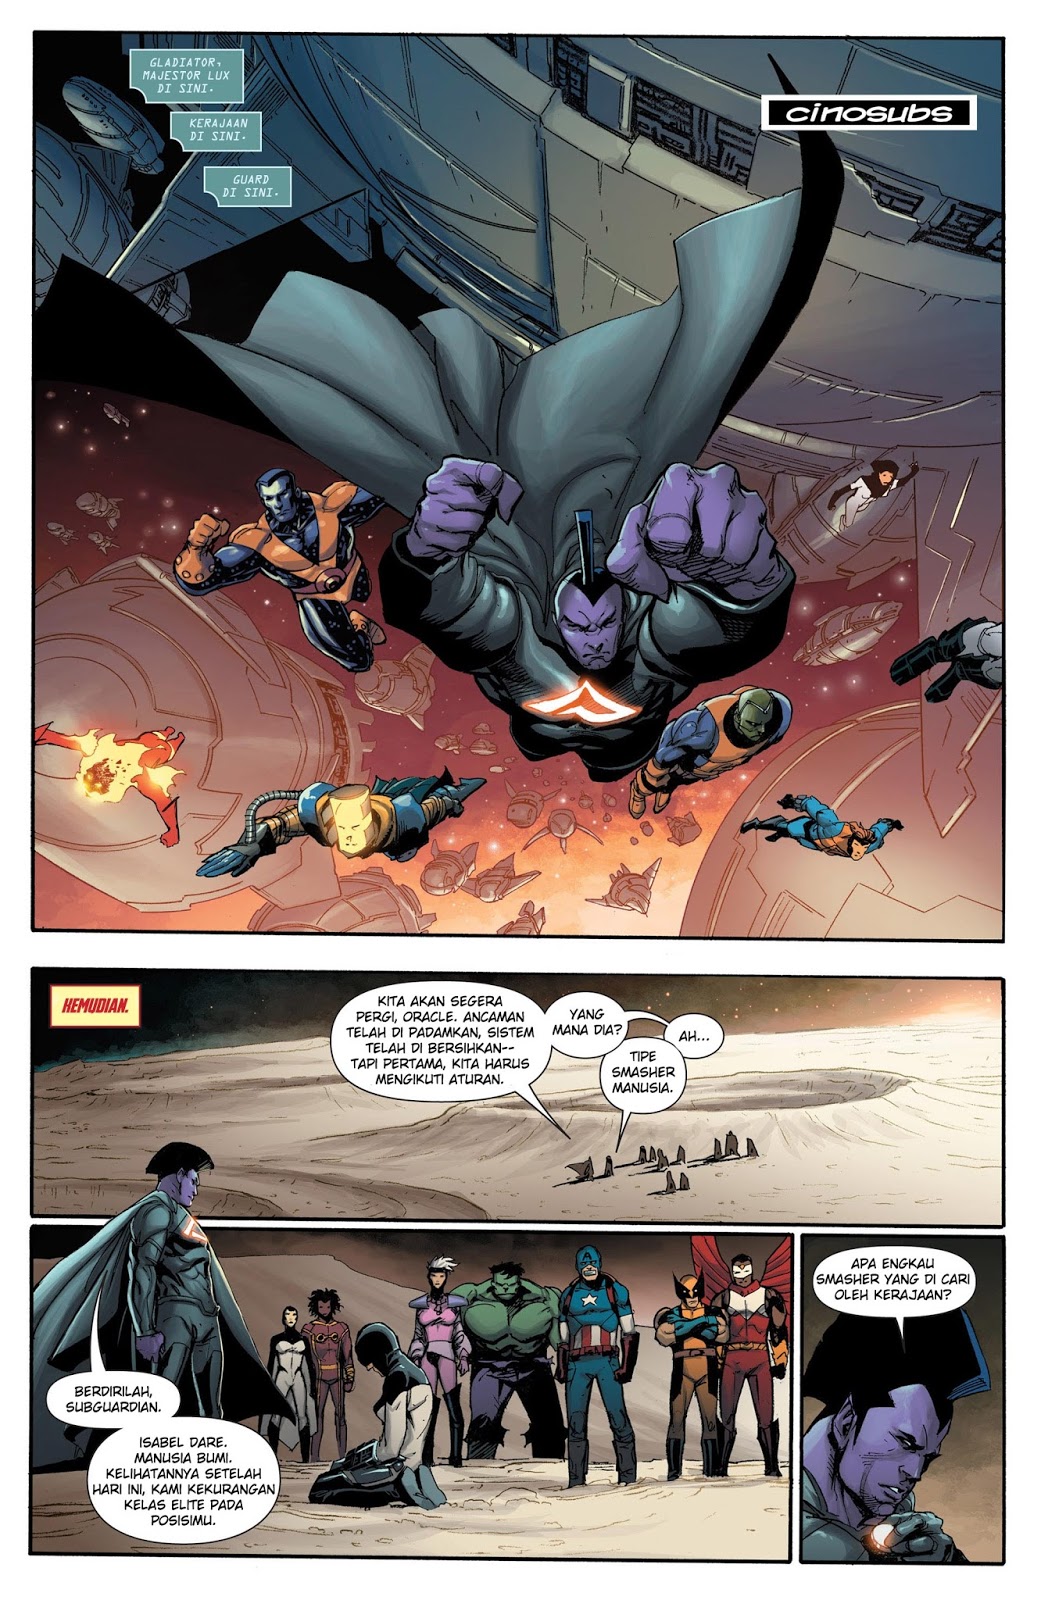 GLADIATOR,
MAJESTOR LUX
DI SINI.
KERAJAAN
DI SINI.
GUARD
DI SINI.
cinosubs
HEMUDIAN.
KITA AKAN SEGERA
PERGI, ORACLE. ANCAMAN
TELAH DI PADAMKAN, SISTEM
TELAH DI BERSIHKAN--
TAPI PERTAMA, KITA HARUS
MENGIKUTI ATURAN.
YANG
MANA DIA?
AH...
TIPE
SMASHER
MANUSIA.
BERDIRILAH,
SUBGUARDIAN.
ISABEL DARE.
MANUSIA BUMI.
KELIHATANNYA SETELAH
HARI INI, KAMI KEKURANGAN
KELAS ELITE PADA
POSISIMU.
APA ENGKAU
SMASHER YANG DI CARI
OLEH KERAJAAN?